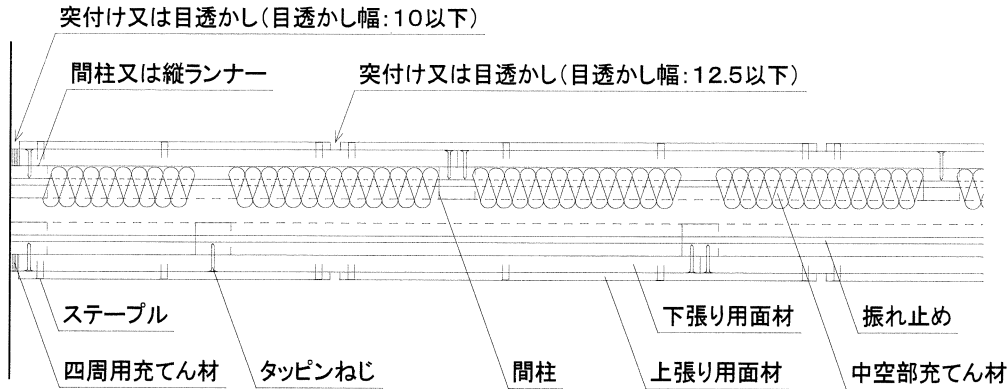 突付け又は目透かし(目透かし幅:10以下)
間柱又は縦ランナー
突付け又は目透かし(目透かし幅:12.5以下)
ステープル
下張り用面材
振れ止め
四周用充てん材
タッピンねじ
間柱
上張り用面材
中空部充てん材